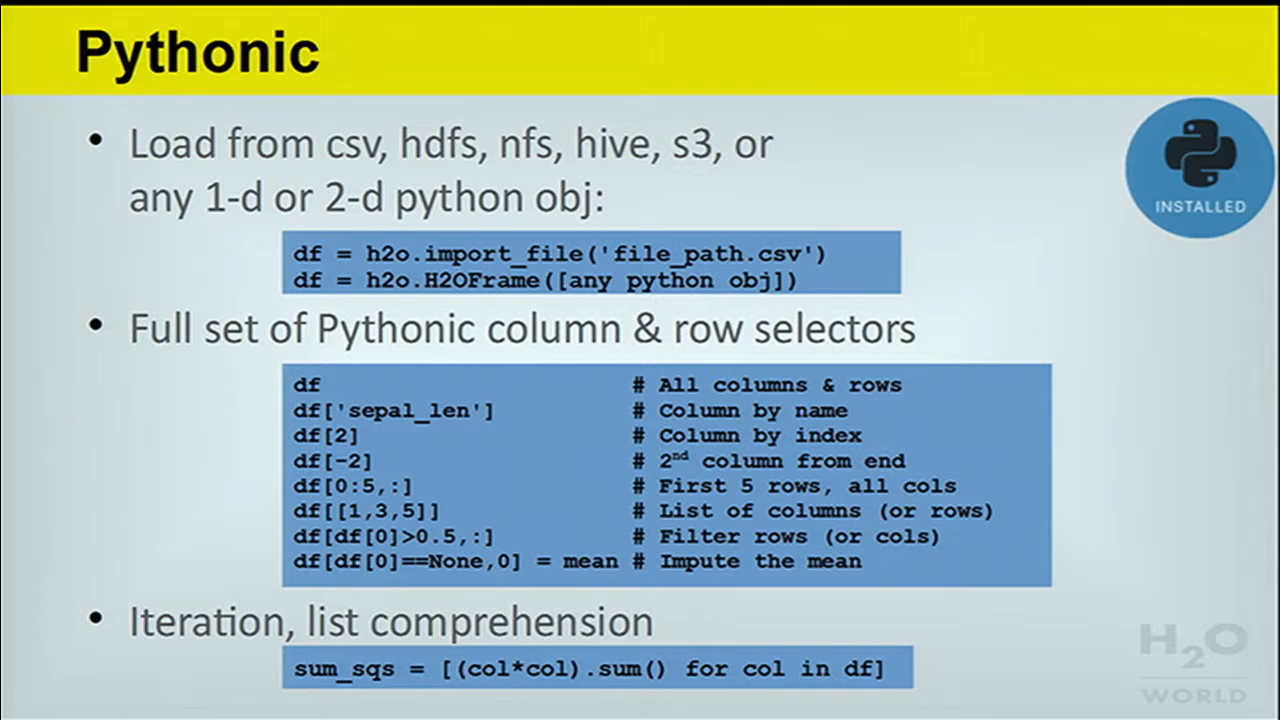 Pythonic
• Load from csv, hdfs, nfs, hive, s3, or
any 1-d or 2-d python obj:
INSTALLED
df = h2o.import_file('file_path.csv')
df = h2o.H2OFrame([any python obj])
• Full set of Pythonic column & row selectors
df # All columns & rows
df['sepal_len'] # Column by name
df[2] # Column by index
df[-2] # 2nd column from end
df[0:5,:] # First 5 rows, all cols
df[[1,3,5]] # List of columns (or rows)
df[df[0]>0.5,:] # Filter rows (or cols)
df[df[0]==None,0] = mean # Impute the mean
• Iteration, list comprehension
sum_sqs = [(col*col).sum() for col in df]
H2O
WORLD